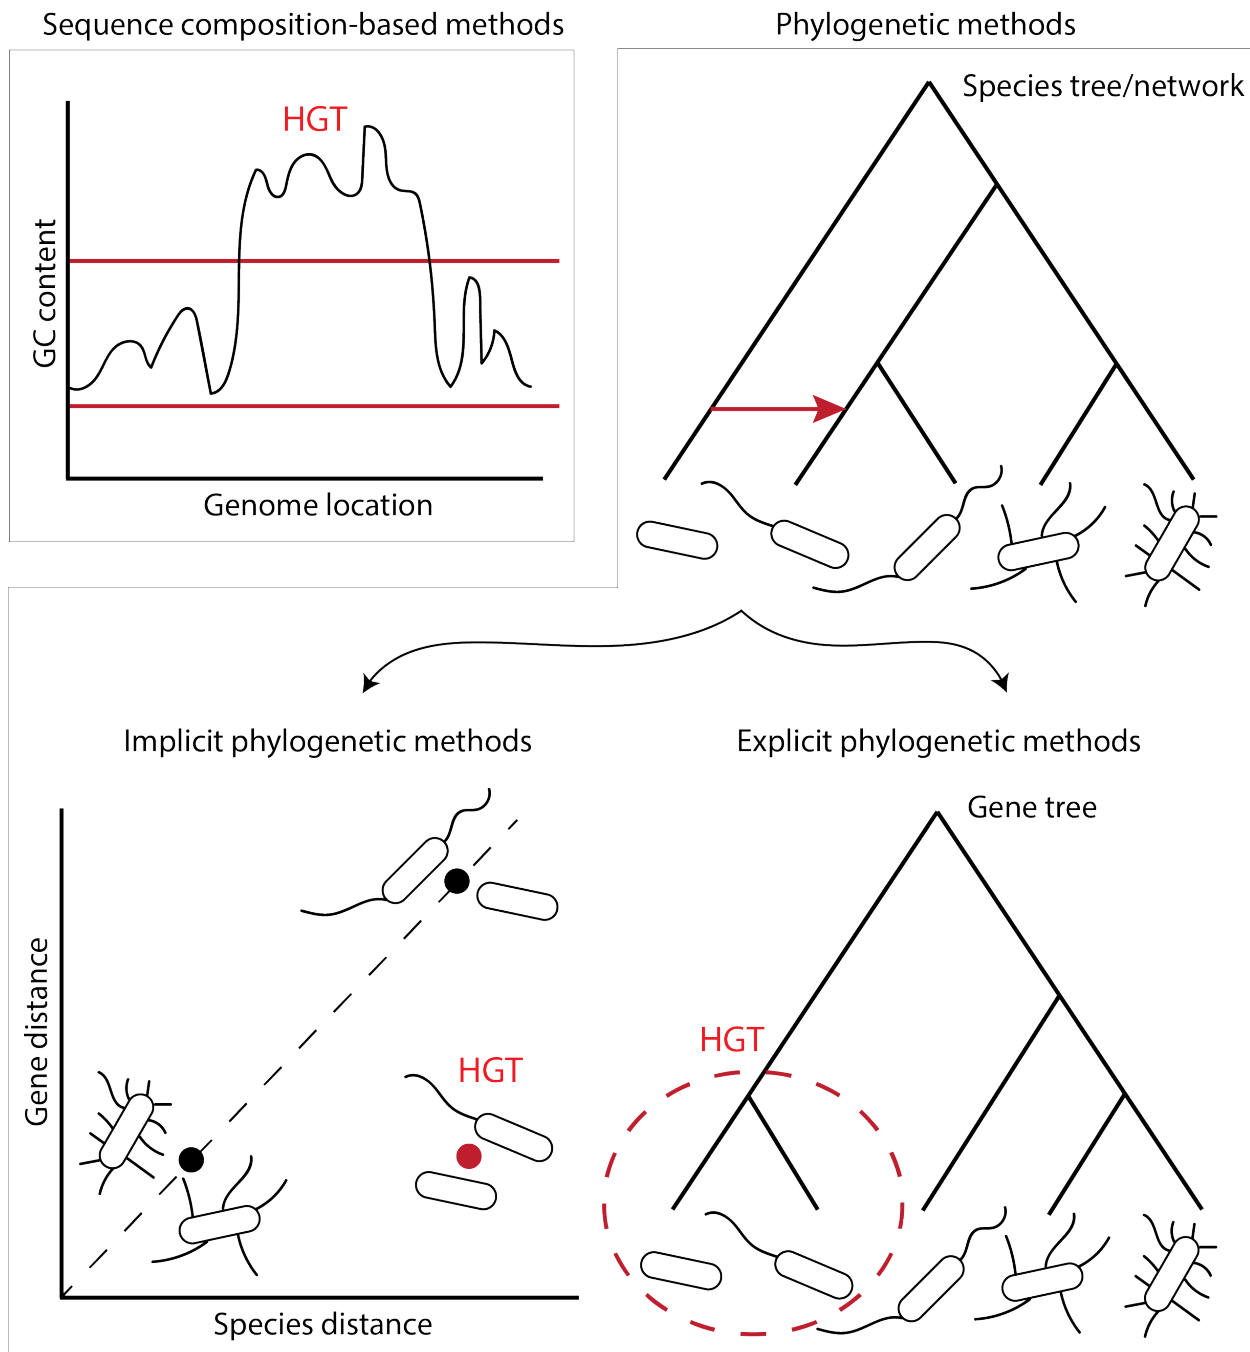 Sequence composition-based methods
HGT
GC content
Genome location
Phylogenetic methods
Species tree/network
Implicit phylogenetic methods
Gene distance
HGT
Species distance
Explicit phylogenetic methods
Gene tree
HGT